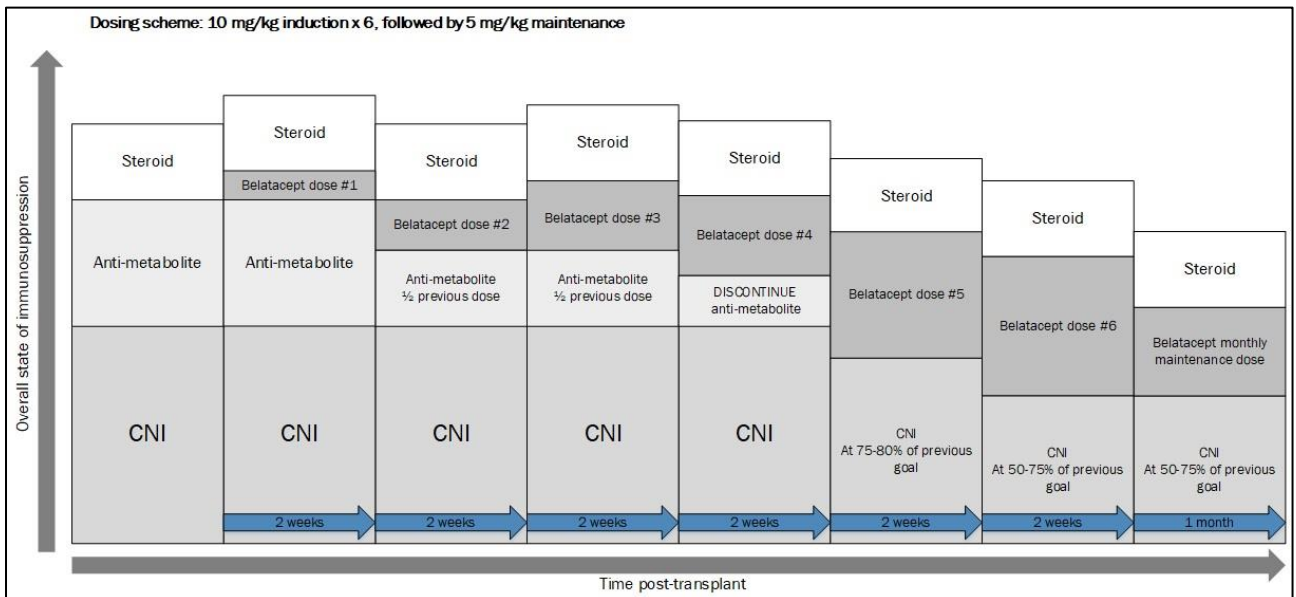 Dosing scheme: 10 mg/kg induction x 6, followed by 5 mg/kg maintenance
Overall state of immunosuppression
Steroid
Anti-metabolite
CNI
Steroid
Belatacept dose #1
Anti-metabolite
CNI
2 weeks
Steroid
Belatacept dose #2
Anti-metabolite
½ previous dose
CNI
2 weeks
Steroid
Belatacept dose #3
Anti-metabolite
½ previous dose
CNI
2 weeks
Steroid
Belatacept dose #4
DISCONTINUE
anti-metabolite
CNI
2 weeks
Steroid
Belatacept dose #5
CNI
At 75-80% of previous
goal
2 weeks
Steroid
Belatacept dose #6
CNI
At 50-75% of previous
goal
2 weeks
Steroid
Belatacept monthly
maintenance dose
CNI
At 50-75% of previous
goal
1 month
Time post-transplant